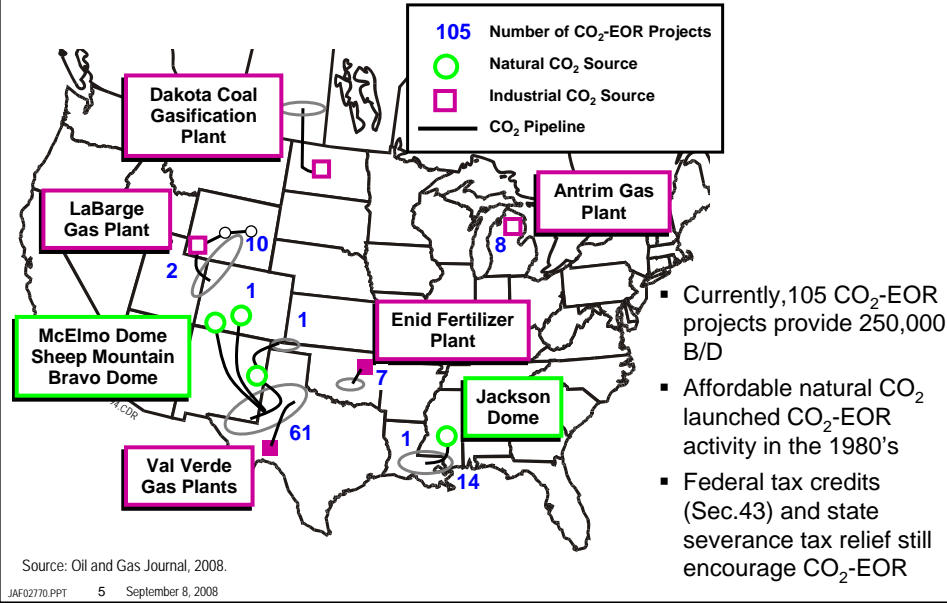 105 Number of CO₂-EOR Projects
Natural CO₂ Source
Industrial CO₂ Source
CO₂ Pipeline
Dakota Coal
Gasification
Plant
Antrim Gas
Plant
LaBarge
Gas Plant
8
10
2
1
1
Enid Fertilizer
Plant
McElmo Dome
Sheep Mountain
Bravo Dome
7
Jackson
Dome
.CDR
61
1
14
Val Verde
Gas Plants
▪ Currently,105 CO₂-EOR
projects provide 250,000
B/D
▪ Affordable natural CO₂
launched CO₂-EOR
activity in the 1980's
▪ Federal tax credits
(Sec.43) and state
severance tax relief still
encourage CO₂-EOR
Source: Oil and Gas Journal, 2008.
JAF02770.PPT 5 September 8, 2008